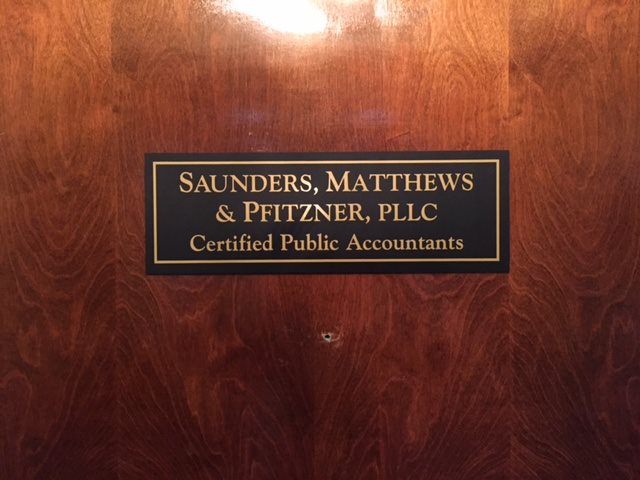 SAUNDERS, MATTHEWS
& PFITZNER, PLLC
Certified Public Accountants